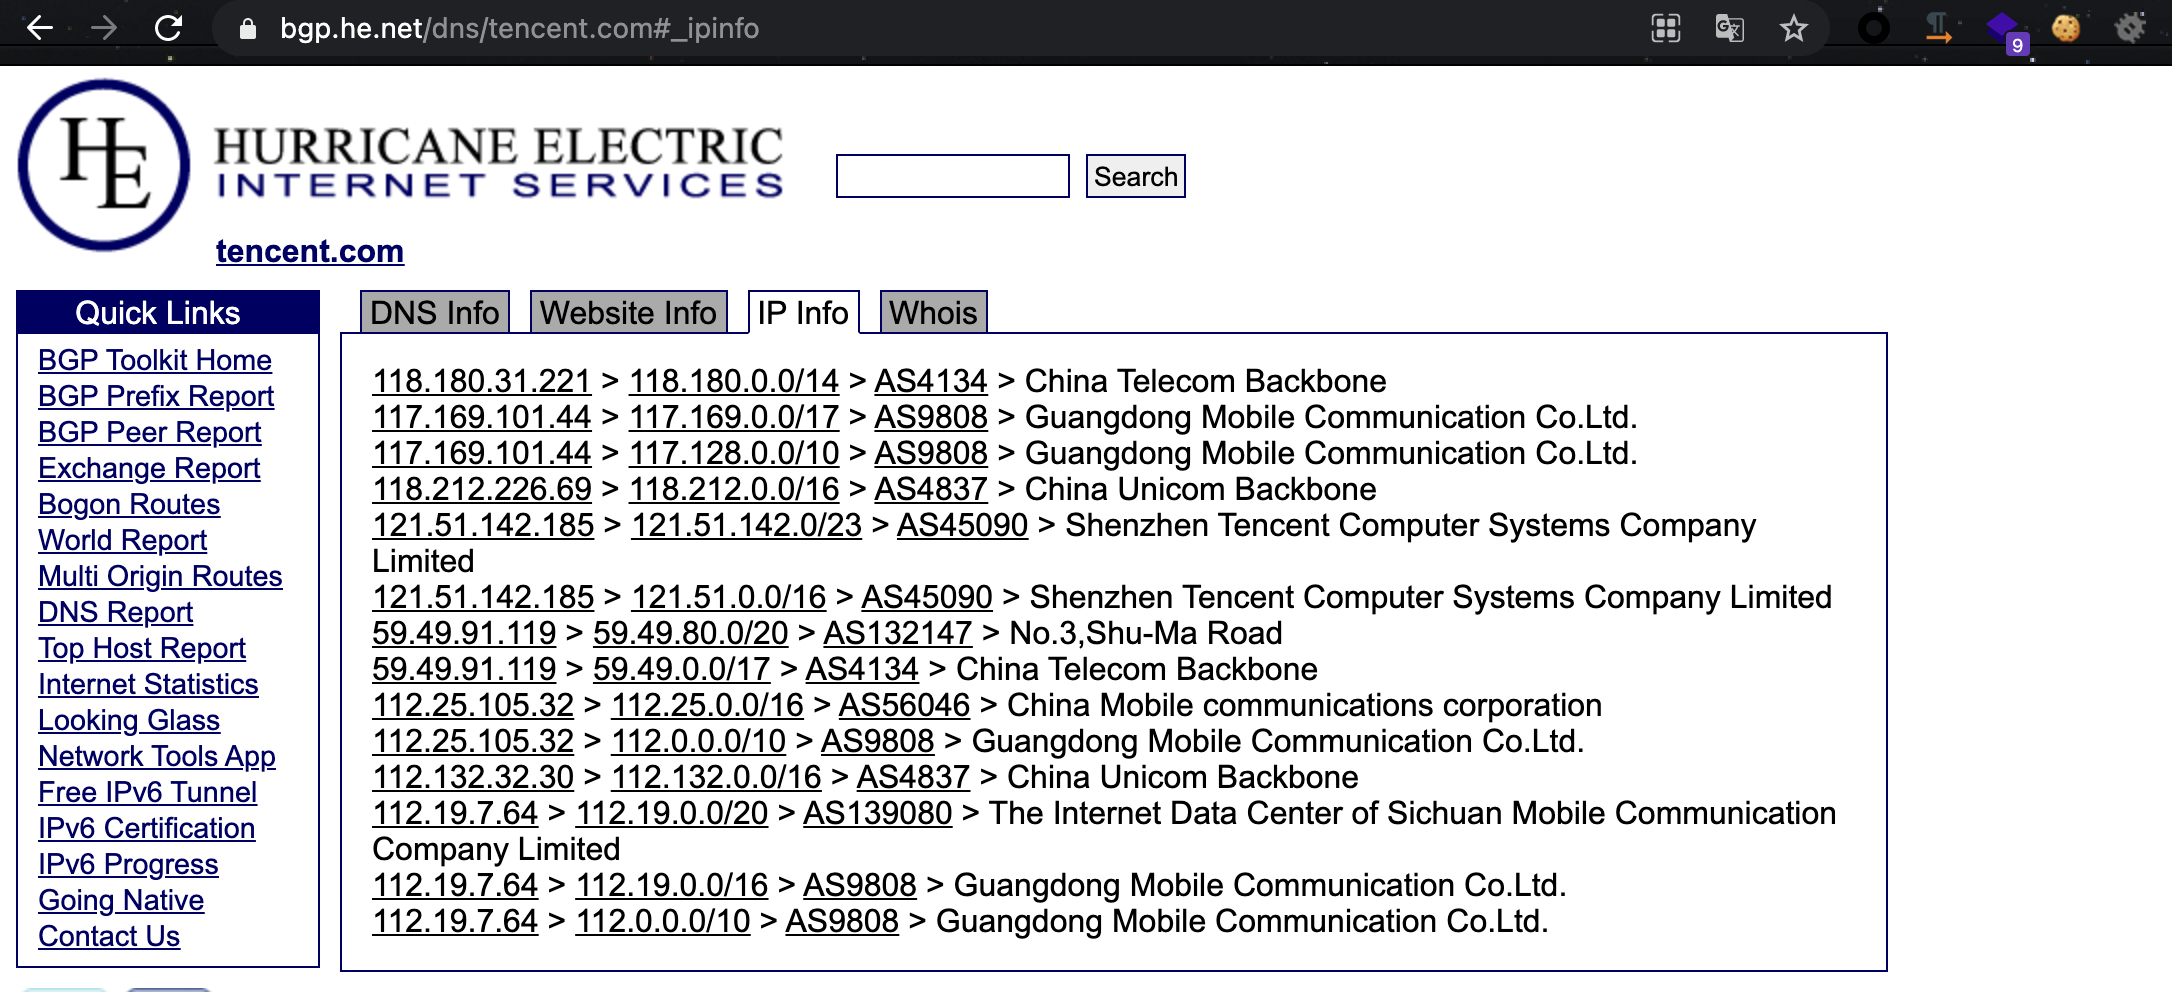 bgp.he.net/dns/tencent.com#_ipinfo
9
HE
HURRICANE ELECTRIC
INTERNET SERVICES
Search
tencent.com
Quick Links
BGP Toolkit Home
BGP Prefix Report
BGP Peer Report
Exchange Report
Bogon Routes
World Report
Multi Origin Routes
DNS Report
Top Host Report
Internet Statistics
Looking Glass
Network Tools App
Free IPv6 Tunnel
IPv6 Certification
IPv6 Progress
Going Native
Contact Us
DNS Info
Website Info
IP Info
Whois
118.180.31.221 > 118.180.0.0/14 > AS4134 > China Telecom Backbone
117.169.101.44 > 117.169.0.0/17 > AS9808 > Guangdong Mobile Communication Co.Ltd.
117.169.101.44 > 117.128.0.0/10 > AS9808 > Guangdong Mobile Communication Co.Ltd.
118.212.226.69 > 118.212.0.0/16 > AS4837 > China Unicom Backbone
121.51.142.185 > 121.51.142.0/23 > AS45090 > Shenzhen Tencent Computer Systems Company
Limited
121.51.142.185 > 121.51.0.0/16 > AS45090 > Shenzhen Tencent Computer Systems Company Limited
59.49.91.119 > 59.49.80.0/20 > AS132147 > No.3,Shu-Ma Road
59.49.91.119 > 59.49.0.0/17 > AS4134 > China Telecom Backbone
112.25.105.32 > 112.25.0.0/16 > AS56046 > China Mobile communications corporation
112.25.105.32 > 112.0.0.0/10 > AS9808 > Guangdong Mobile Communication Co.Ltd.
112.132.32.30 > 112.132.0.0/16 > AS4837 > China Unicom Backbone
112.19.7.64 > 112.19.0.0/20 > AS139080 > The Internet Data Center of Sichuan Mobile Communication
Company Limited
112.19.7.64 > 112.19.0.0/16 > AS9808 > Guangdong Mobile Communication Co.Ltd.
112.19.7.64 > 112.0.0.0/10 > AS9808 > Guangdong Mobile Communication Co.Ltd.